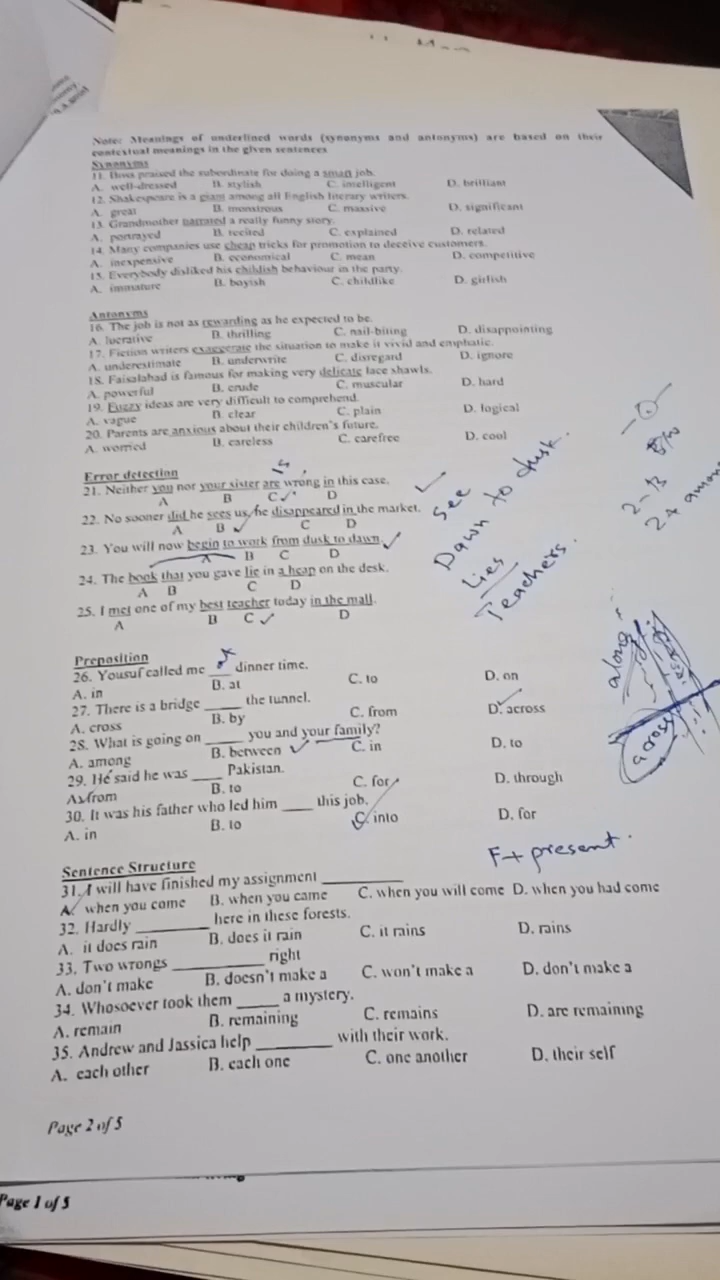 Note: Meanings of underlined words (synonyms and antonyms) are based on their
contextual meanings in the given sentences
Synonyms
11. Boss praised the subordinate for doing a smart job.
A. well-dressed B. stylish C. intelligent D. brilliant
12. Shakespeare is a giant among all English literary writers.
A. great B. monstrous C. massive D. significant
13. Grandmother narrated a really funny story.
A. portrayed B. recited C. explained D. related
14. Many companies use cheap tricks for promotion to deceive customers.
A. inexpensive B. economical C. mean D. competitive
15. Everybody disliked his childish behaviour in the party.
A. immature B. boyish C. childlike D. girlish
Antonyms
16. The job is not as rewarding as he expected to be.
A. lucrative B. thrilling C. nail-biting D. disappointing
17. Fiction writers exaggerate the situation to make it vivid and emphatic.
A. underestimate B. underwrite C. disregard D. ignore
18. Faisalabad is famous for making very delicate lace shawls.
A. powerful B. crude C. muscular D. hard
19. Fuzzy ideas are very difficult to comprehend.
A. vague B. clear C. plain D. logical
20. Parents are anxious about their children's future.
A. worried B. careless C. carefree D. cool
Error detection
is
21. Neither you nor your sister are wrong in this case.
A B C D
22. No sooner did he sees us, he disappeared in the market.
A B C D
see
23. You will now begin to work from dusk to dawn.
A B C D
Dawn to dusk.
24. The book that you gave lie in a heap on the desk.
A B C D
Lies
25. I met one of my best teacher today in the mall.
A B C D
Teachers.
Preposition
26. Yousuf called me ___ dinner time.
A. in B. at C. to D. on
27. There is a bridge _____ the tunnel.
A. cross B. by C. from D. across
28. What is going on _____ you and your family?
A. among B. between C. in D. to
29. He said he was ____ Pakistan.
A. from B. to C. for D. through
30. It was his father who led him ____ this job.
A. in B. to C. into D. for
along
across
F+ present.
Sentence Structure
31. I will have finished my assignment __________
A. when you come B. when you came C. when you will come D. when you had come
32. Hardly _________ here in these forests.
A. it does rain B. does it rain C. it rains D. rains
33. Two wrongs ___________ right
A. don't make B. doesn't make a C. won't make a D. don't make a
34. Whosoever took them _____ a mystery.
A. remain B. remaining C. remains D. are remaining
35. Andrew and Jassica help _________ with their work.
A. each other B. each one C. one another D. their self
Page 2 of 5
Page 1 of 5